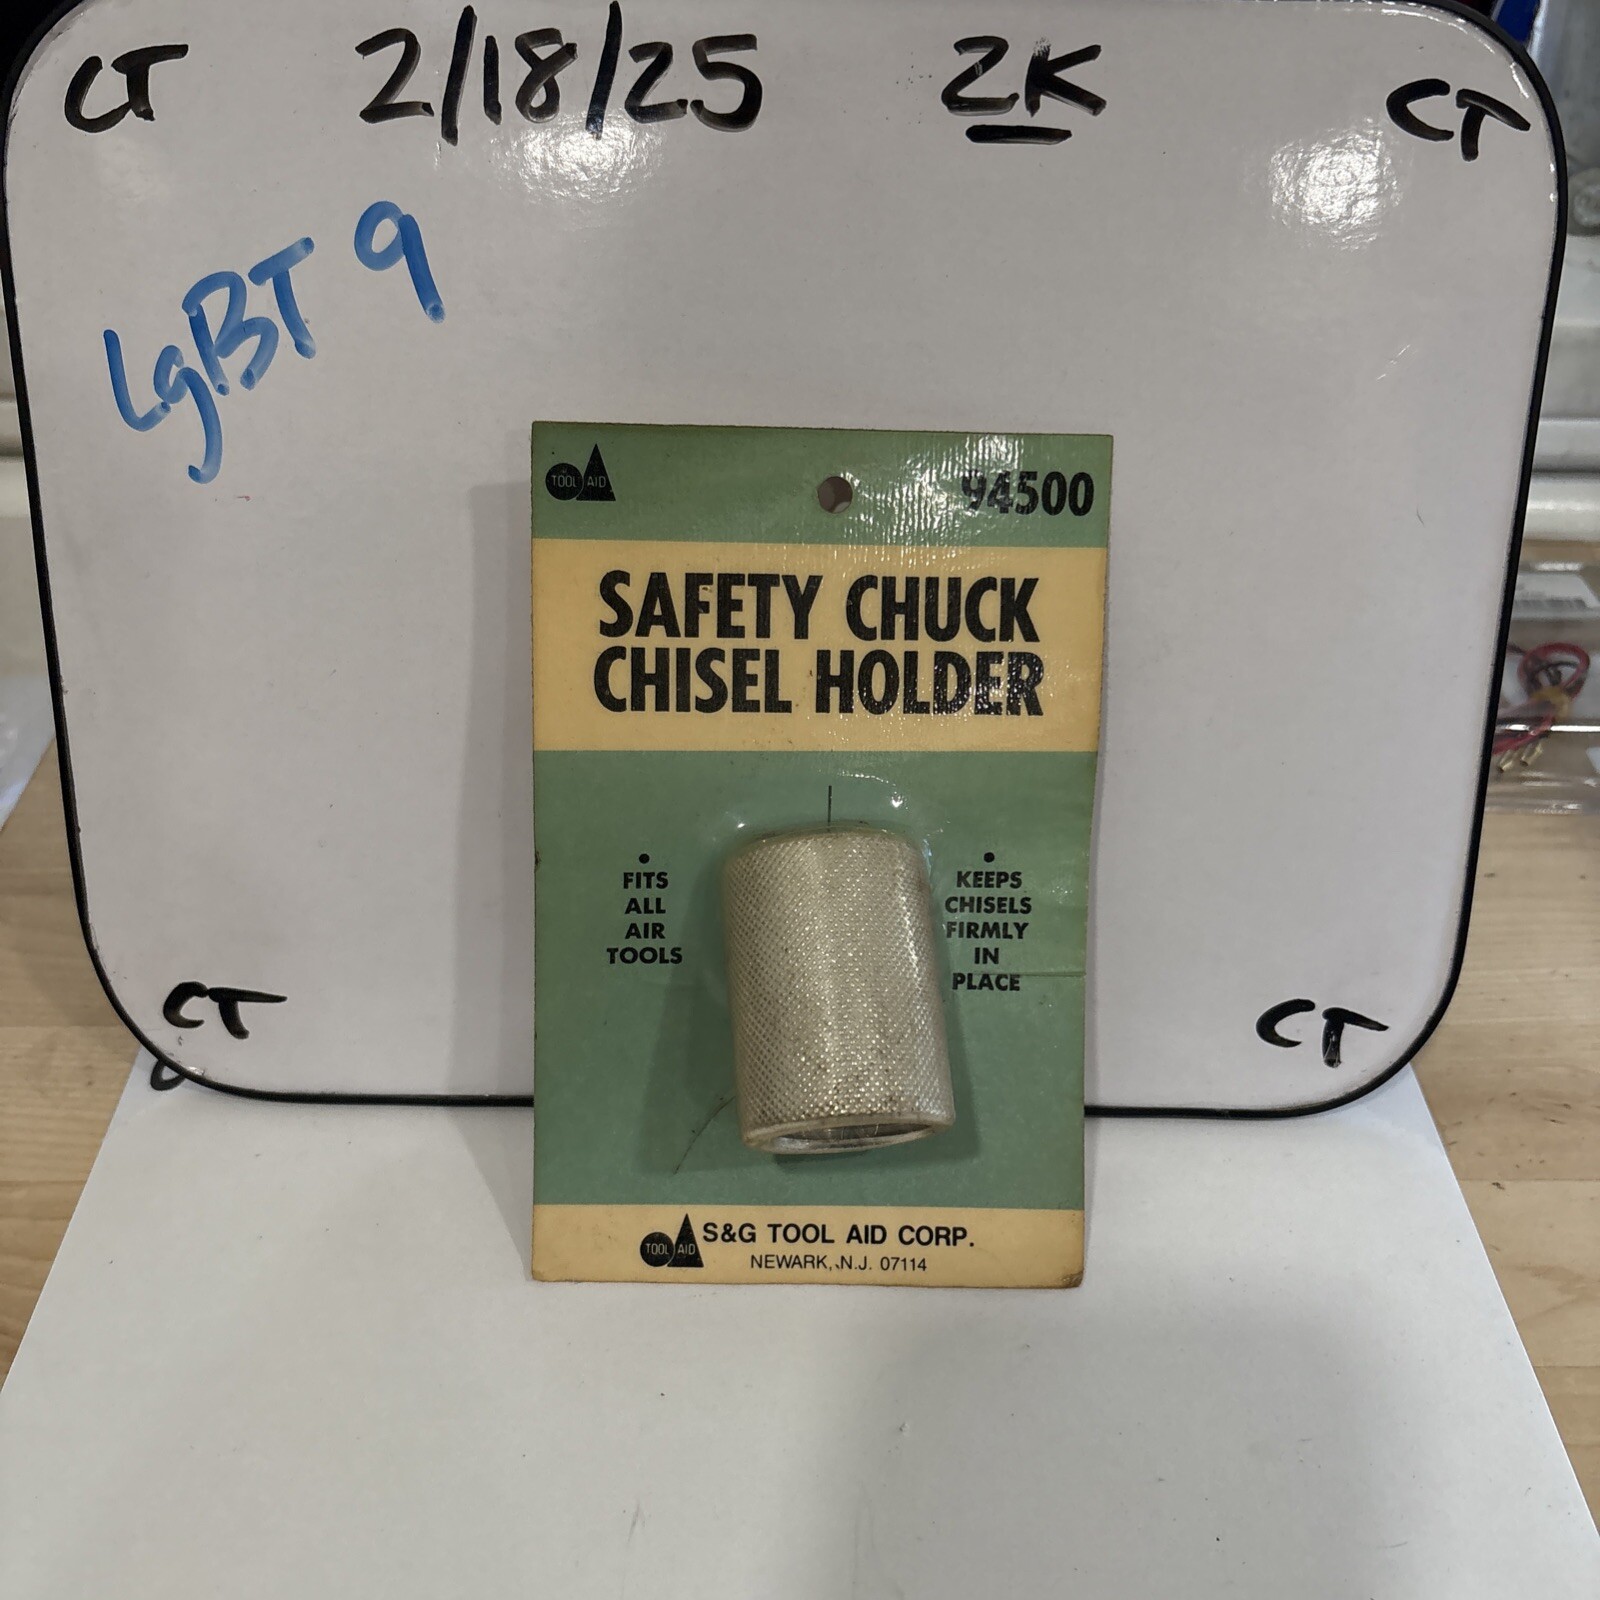 CT 2/18/25 2K CT
LgBT 9
TOOL AID 94500
SAFETY CHUCK
CHISEL HOLDER
• FITS
ALL
AIR
TOOLS
• KEEPS
CHISELS
FIRMLY
IN
PLACE
CT CT
TOOL AID S&G TOOL AID CORP.
NEWARK, N.J. 07114